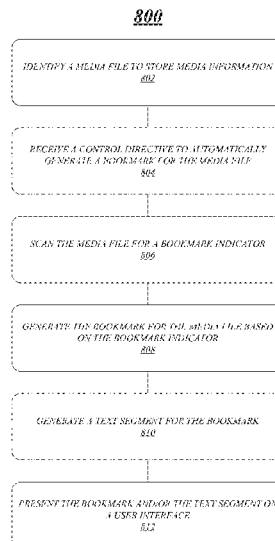 800
IDENTIFY A MEDIA FILE TO STORE MEDIA INFORMATION
802
RECEIVE A CONTROL DIRECTIVE TO AUTOMATICALLY
GENERATE A BOOKMARK FOR THE MEDIA FILE
804
SCAN THE MEDIA FILE FOR A BOOKMARK INDICATOR
806
GENERATE THE BOOKMARK FOR THE MEDIA FILE BASED
ON THE BOOKMARK INDICATOR
808
GENERATE A TEXT SEGMENT FOR THE BOOKMARK
810
PRESENT THE BOOKMARK AND/OR THE TEXT SEGMENT ON
A USER INTERFACE
812